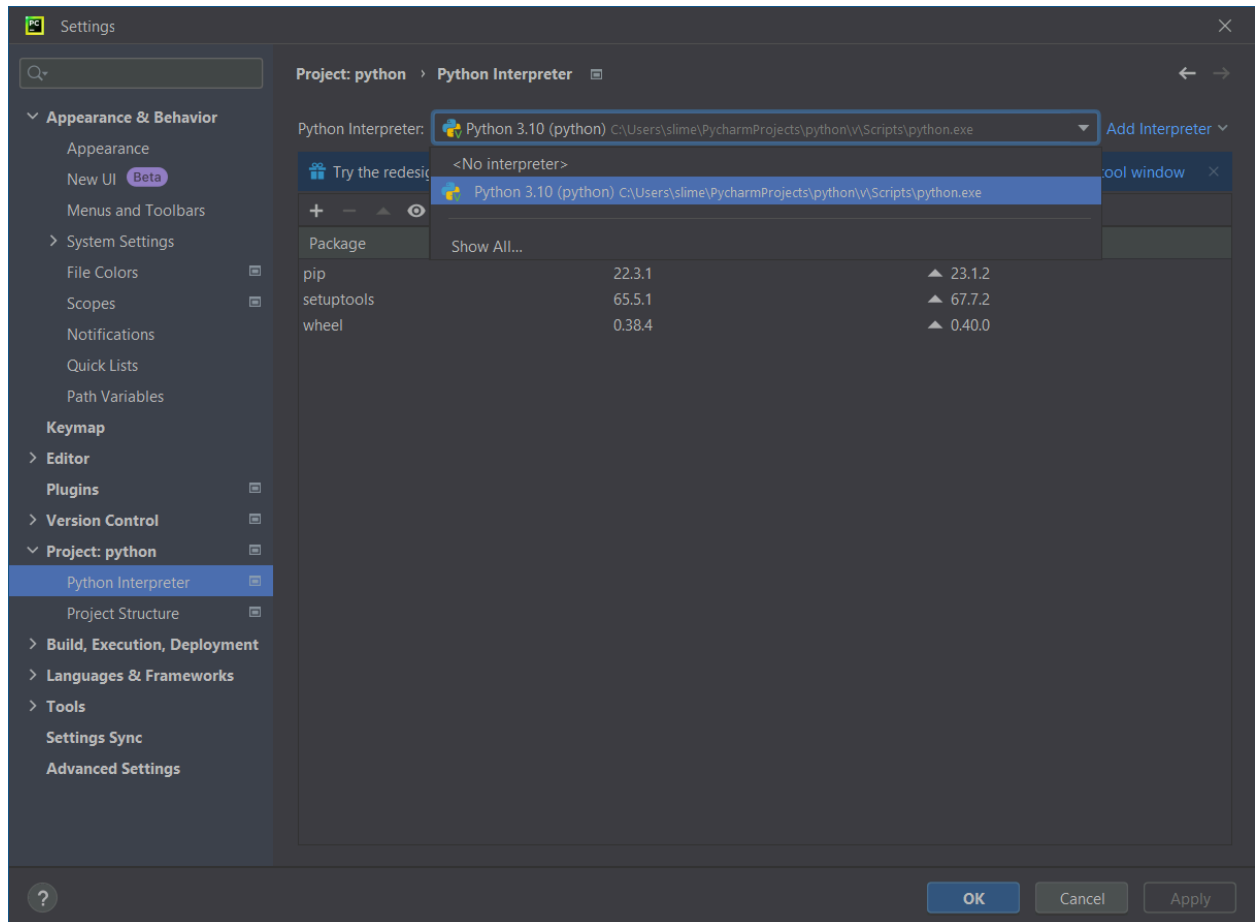 PC Settings
Project: python › Python Interpreter
Appearance & Behavior
Appearance
New UI Beta
Menus and Toolbars
System Settings
File Colors
Scopes
Notifications
Quick Lists
Path Variables
Keymap
Editor
Plugins
Version Control
Project: python
Python Interpreter
Project Structure
Build, Execution, Deployment
Languages & Frameworks
Tools
Settings Sync
Advanced Settings
Python Interpreter: Python 3.10 (python) C:\Users\slime\PycharmProjects\python\v\Scripts\python.exe Add Interpreter
<No interpreter>
Try the redesig ool window
Python 3.10 (python) C:\Users\slime\PycharmProjects\python\v\Scripts\python.exe
Package
Show All...
pip 22.3.1 23.1.2
setuptools 65.5.1 67.7.2
wheel 0.38.4 0.40.0
? OK Cancel Apply